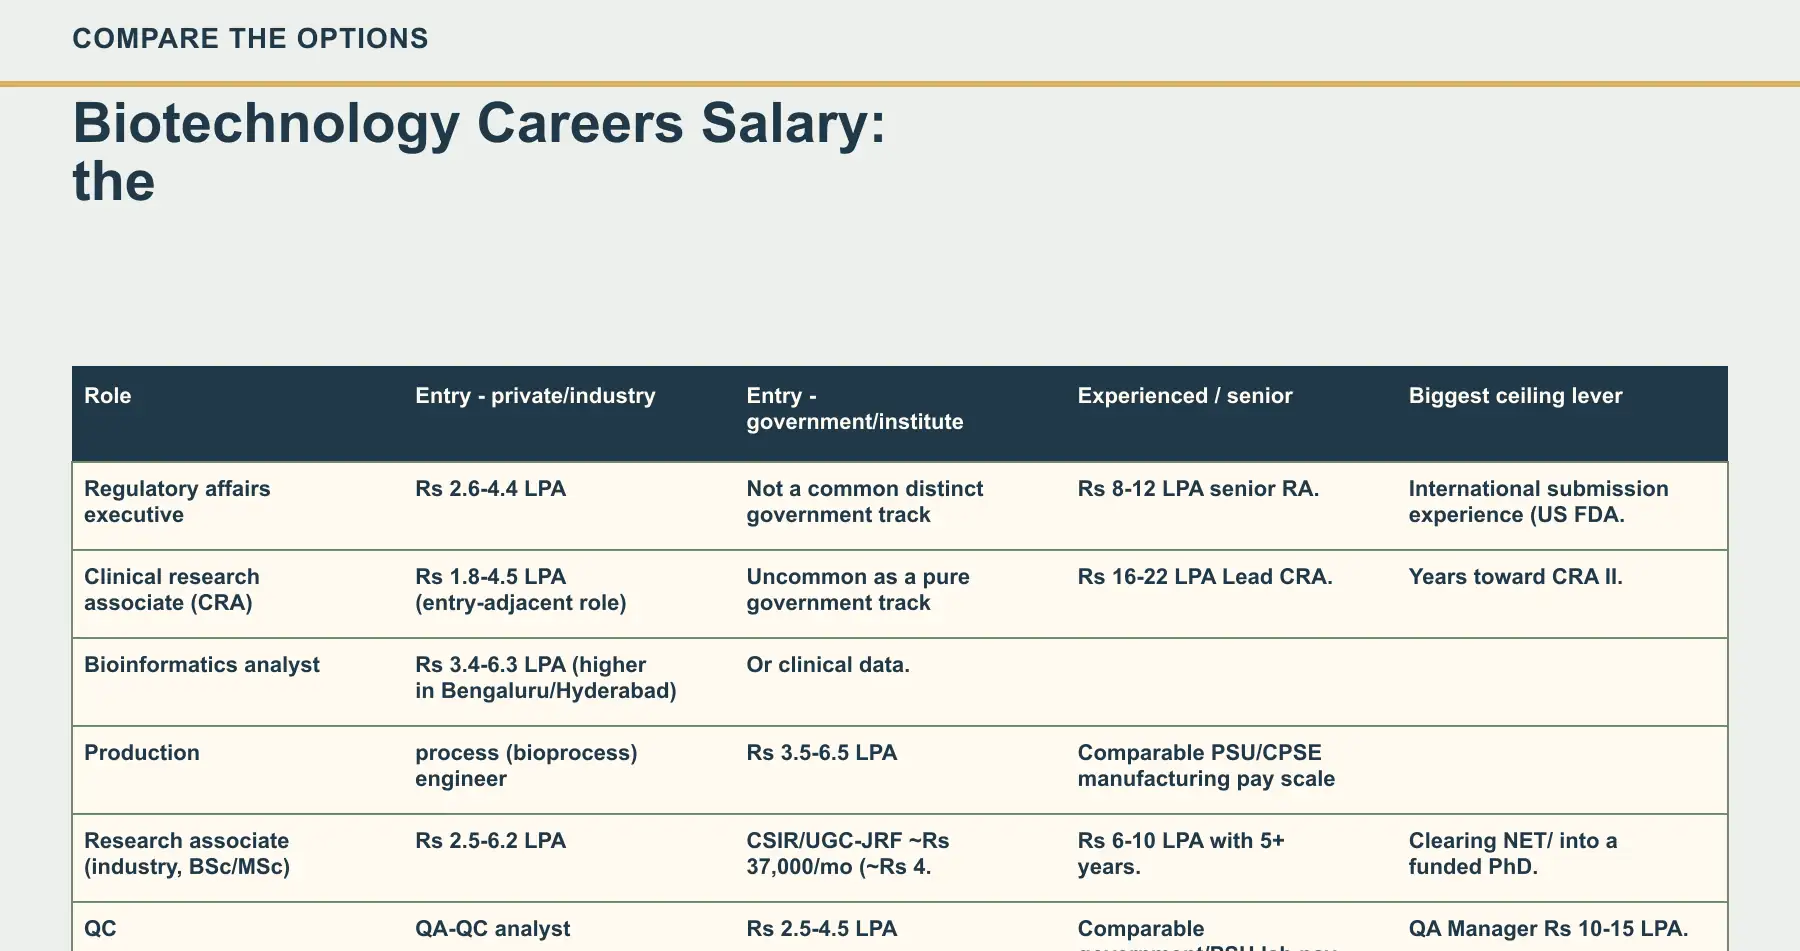 COMPARE THE OPTIONS
Biotechnology Careers Salary:
the
Role
Entry - private/industry
Entry -
government/institute
Experienced / senior
Biggest ceiling lever
Regulatory affairs
executive
Rs 2.6-4.4 LPA
Not a common distinct
government track
Rs 8-12 LPA senior RA.
International submission
experience (US FDA.
Clinical research
associate (CRA)
Rs 1.8-4.5 LPA
(entry-adjacent role)
Uncommon as a pure
government track
Rs 16-22 LPA Lead CRA.
Years toward CRA II.
Bioinformatics analyst
Rs 3.4-6.3 LPA (higher
in Bengaluru/Hyderabad)
Or clinical data.
Production
process (bioprocess)
engineer
Rs 3.5-6.5 LPA
Comparable PSU/CPSE
manufacturing pay scale
Research associate
(industry, BSc/MSc)
Rs 2.5-6.2 LPA
CSIR/UGC-JRF ~Rs
37,000/mo (~Rs 4.
Rs 6-10 LPA with 5+
years.
Clearing NET/ into a
funded PhD.
QC
QA-QC analyst
Rs 2.5-4.5 LPA
Comparable
QA Manager Rs 10-15 LPA.